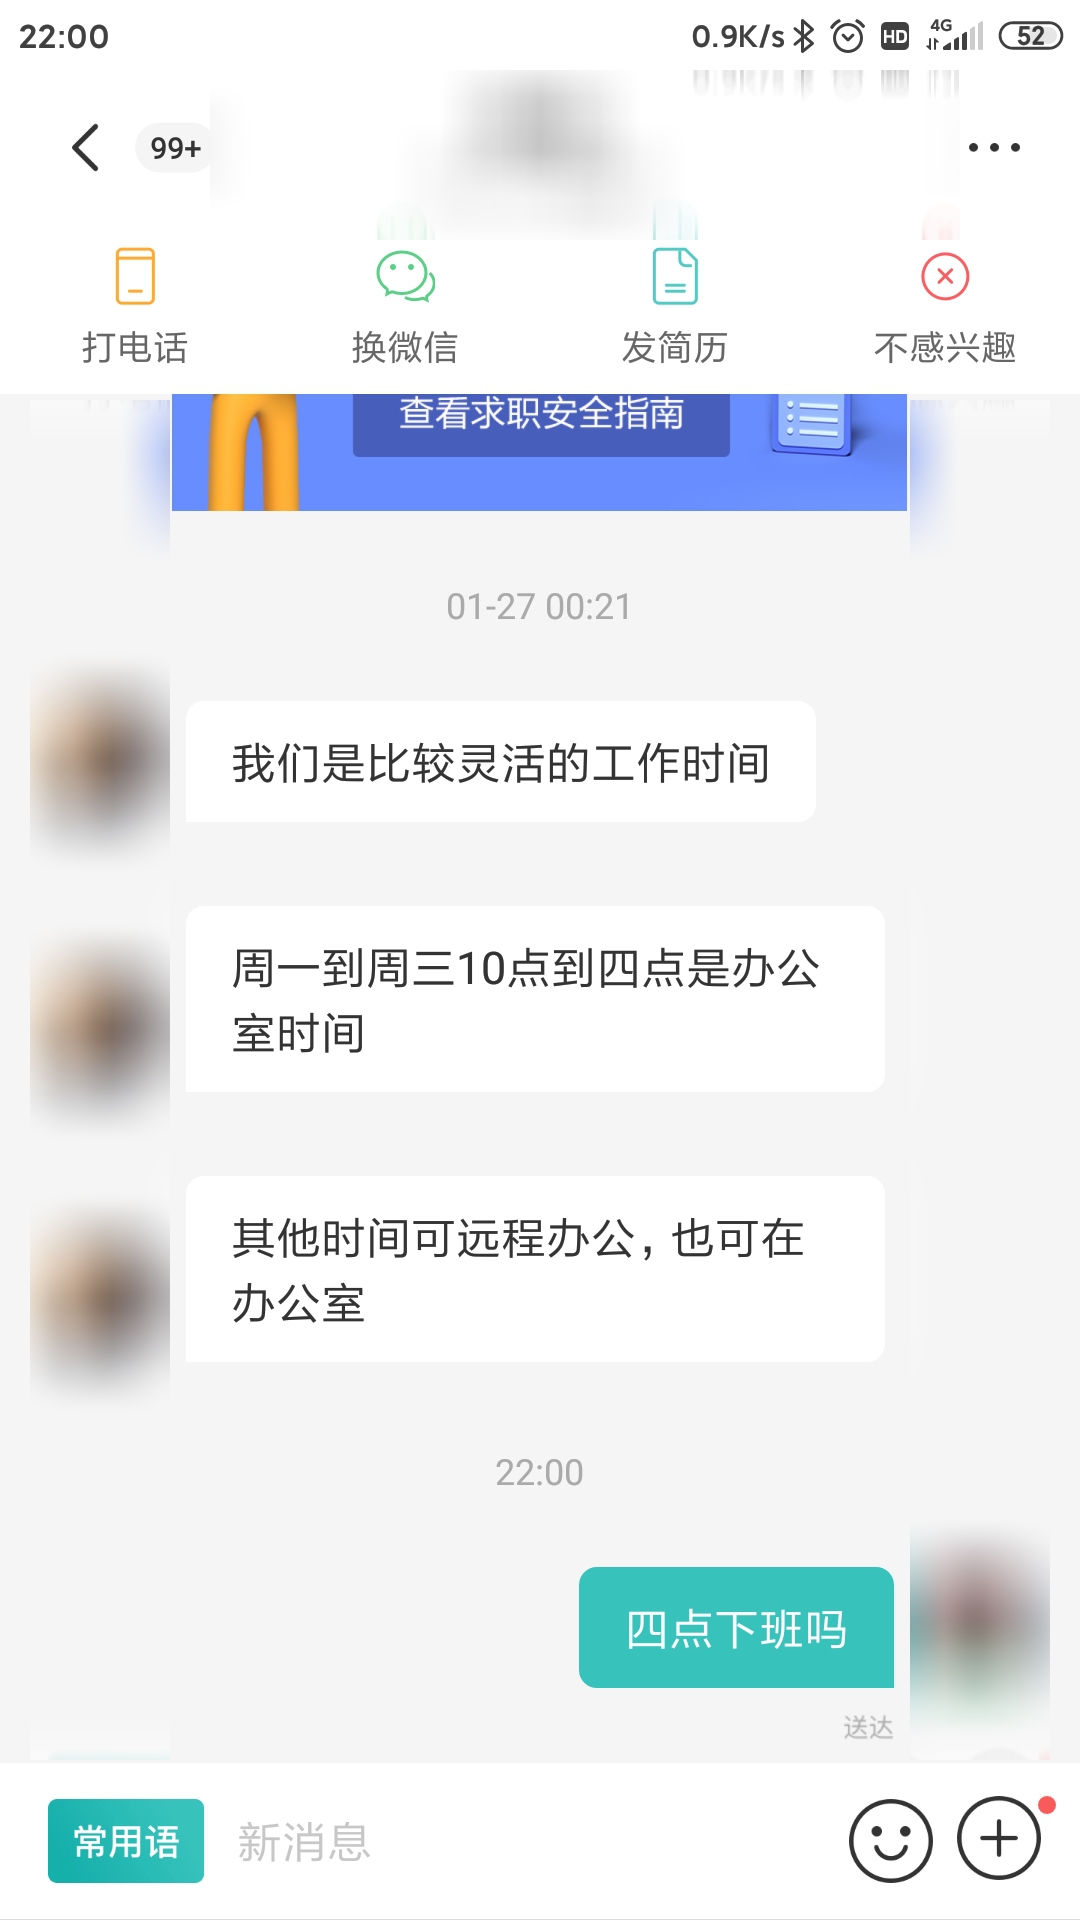 22:00 0.9K/s HD 4G 52
99+
打电话 换微信 发简历 不感兴趣
查看求职安全指南
01-27 00:21
我们是比较灵活的工作时间
周一到周三10点到四点是办公
室时间
其他时间可远程办公，也可在
办公室
22:00
四点下班吗
送达
常用语 新消息